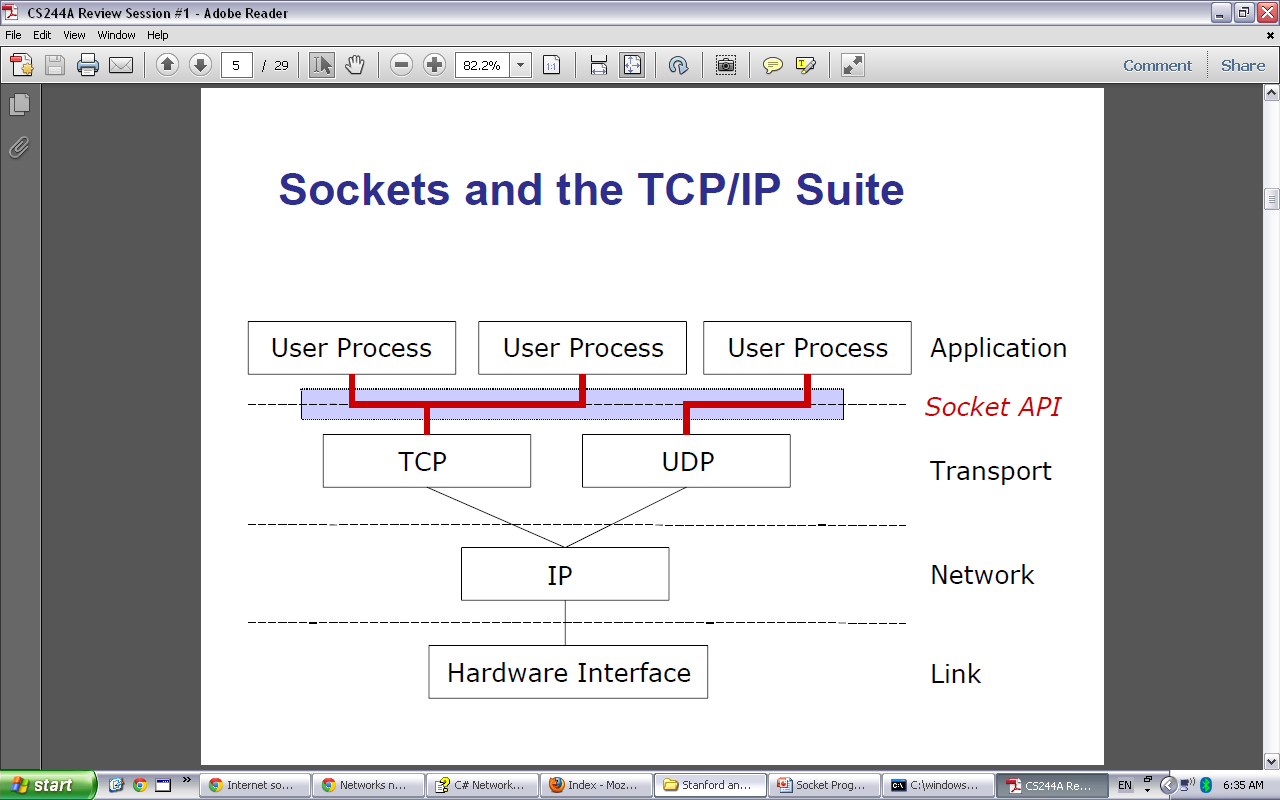 CS244A Review Session #1 - Adobe Reader
File Edit View Window Help
5 / 29 82.2% 1:1 Comment Share
Sockets and the TCP/IP Suite
User Process User Process User Process Application
Socket API
TCP UDP Transport
IP Network
Hardware Interface Link
start Internet so... Networks n... C# Network... Index - Moz... Stanford an... Socket Prog... C:\windows... CS244A Re... EN 6:35 AM